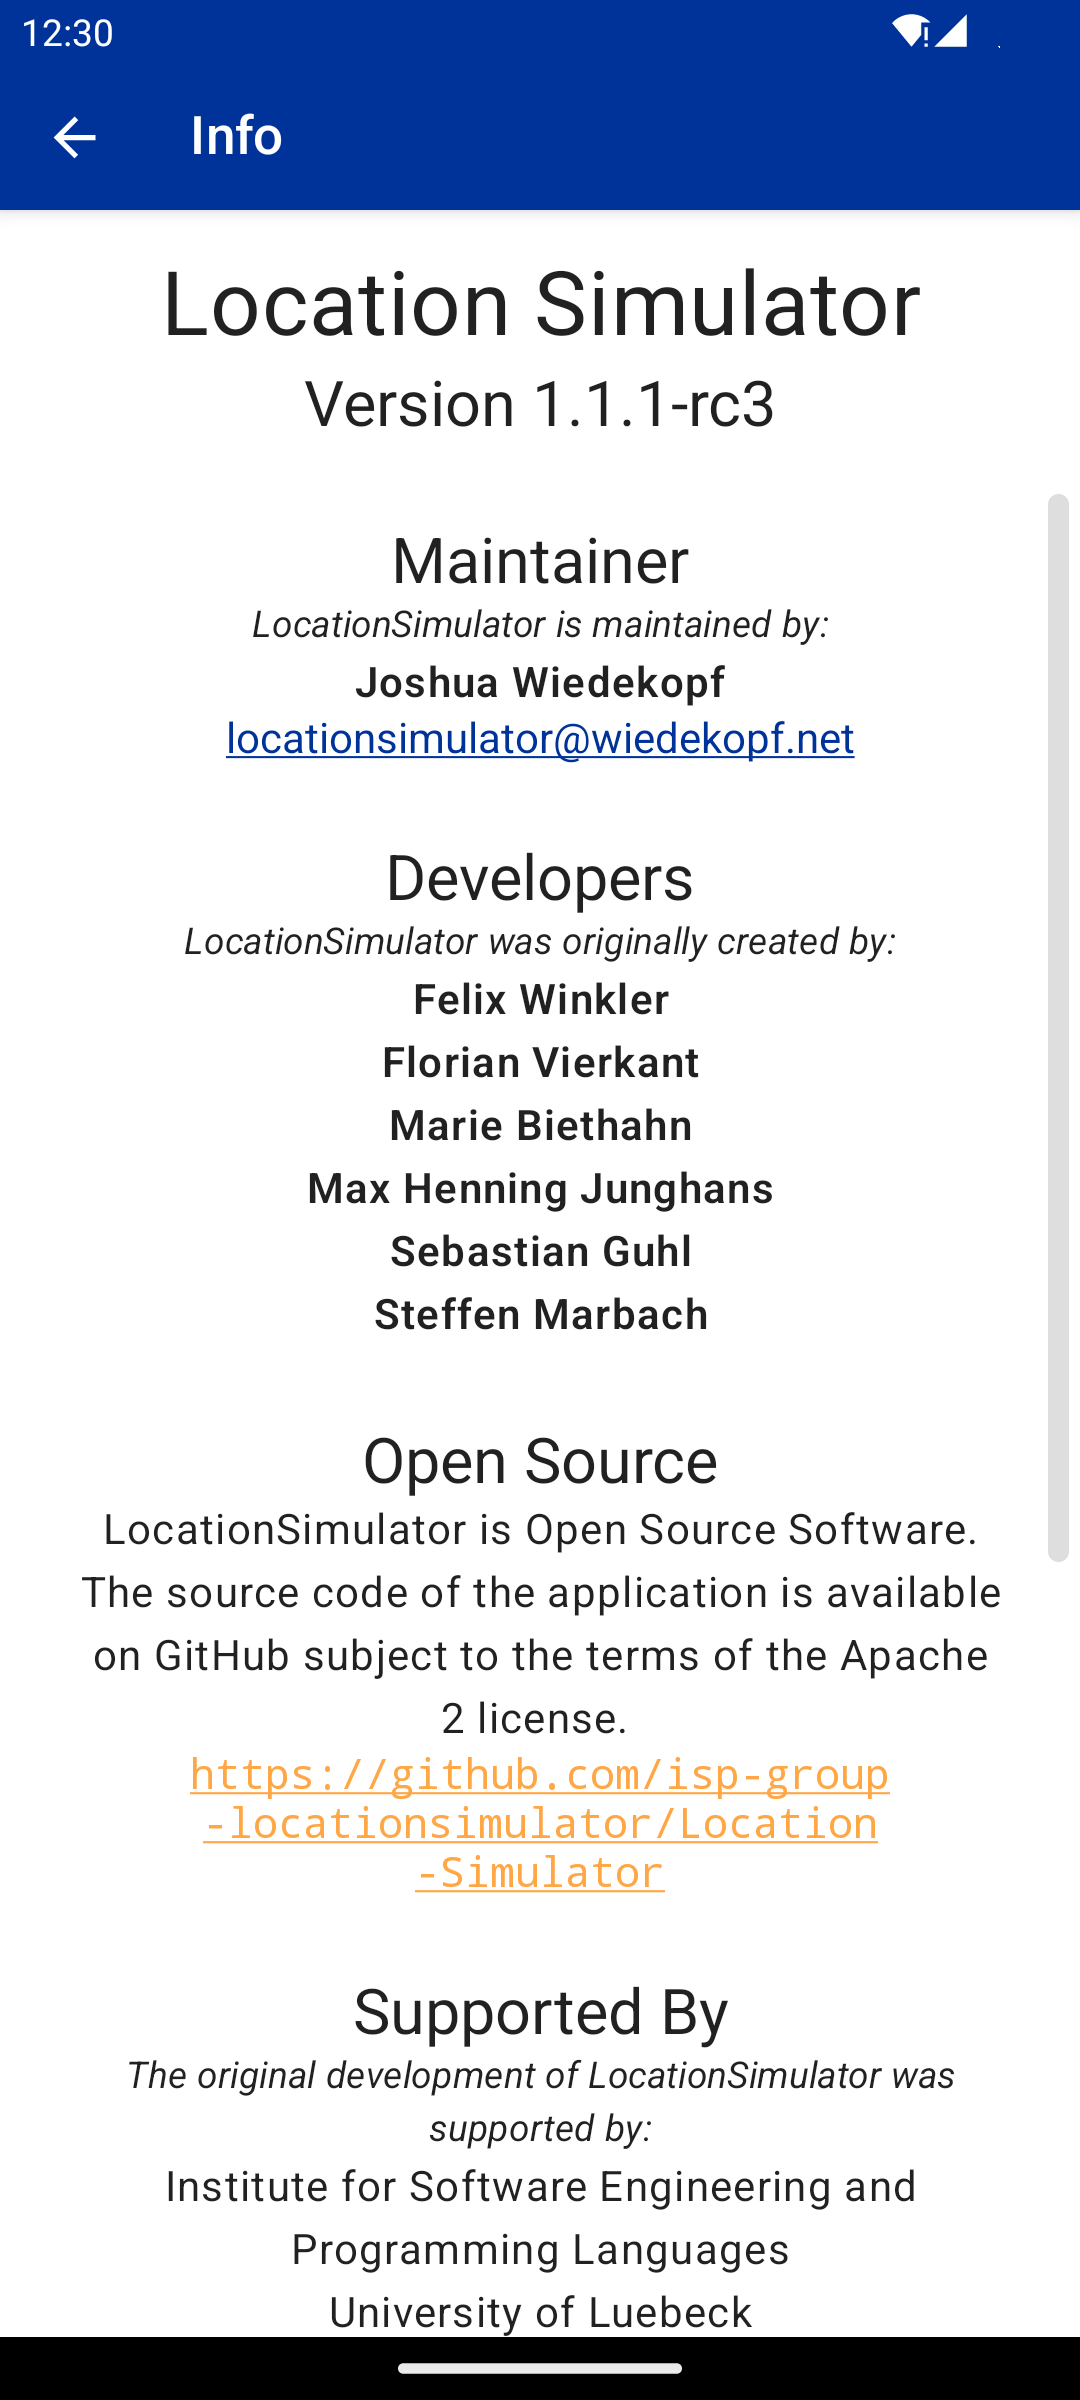 12:30
Info
Location Simulator
Version 1.1.1-rc3
Maintainer
LocationSimulator is maintained by:
Joshua Wiedekopf
locationsimulator@wiedekopf.net
Developers
LocationSimulator was originally created by:
Felix Winkler
Florian Vierkant
Marie Biethahn
Max Henning Junghans
Sebastian Guhl
Steffen Marbach
Open Source
LocationSimulator is Open Source Software.
The source code of the application is available
on GitHub subject to the terms of the Apache
2 license.
https://github.com/isp-group
-locationsimulator/Location
-Simulator
Supported By
The original development of LocationSimulator was
supported by:
Institute for Software Engineering and
Programming Languages
University of Luebeck